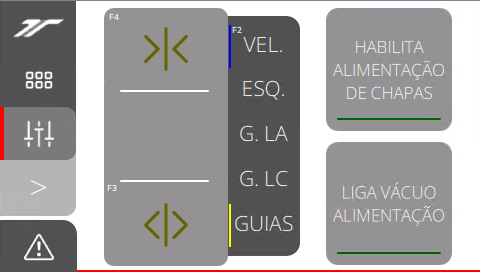 F4
F2
VEL.
ESQ.
G. LA
F3
G. LC
GUIAS
HABILITA
ALIMENTAÇÃO
DE CHAPAS
LIGA VÁCUO
ALIMENTAÇÃO
>